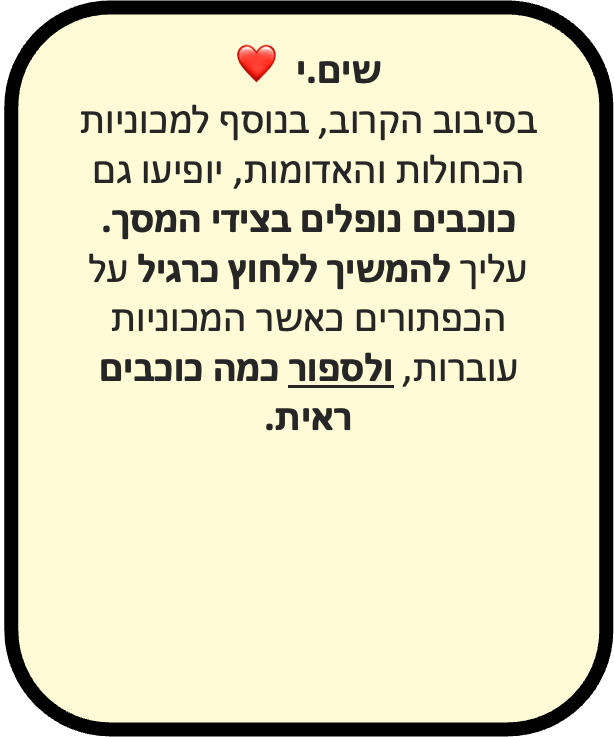 שים.י ❤️
בסיבוב הקרוב, בנוסף למכוניות
הכחולות והאדומות, יופיעו גם
כוכבים נופלים בצידי המסך.
עליך להמשיך ללחוץ כרגיל על
הכפתורים כאשר המכוניות
עוברות, ולספור כמה כוכבים
ראית.